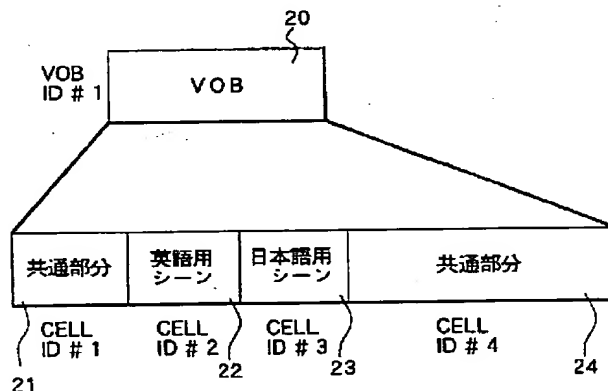 20
VOB
ID # 1
VOB
共通部分
英語用
シーン
日本語用
シーン
共通部分
CELL
ID # 1
CELL
ID # 2
CELL
ID # 3
CELL
ID # 4
21
22
23
24